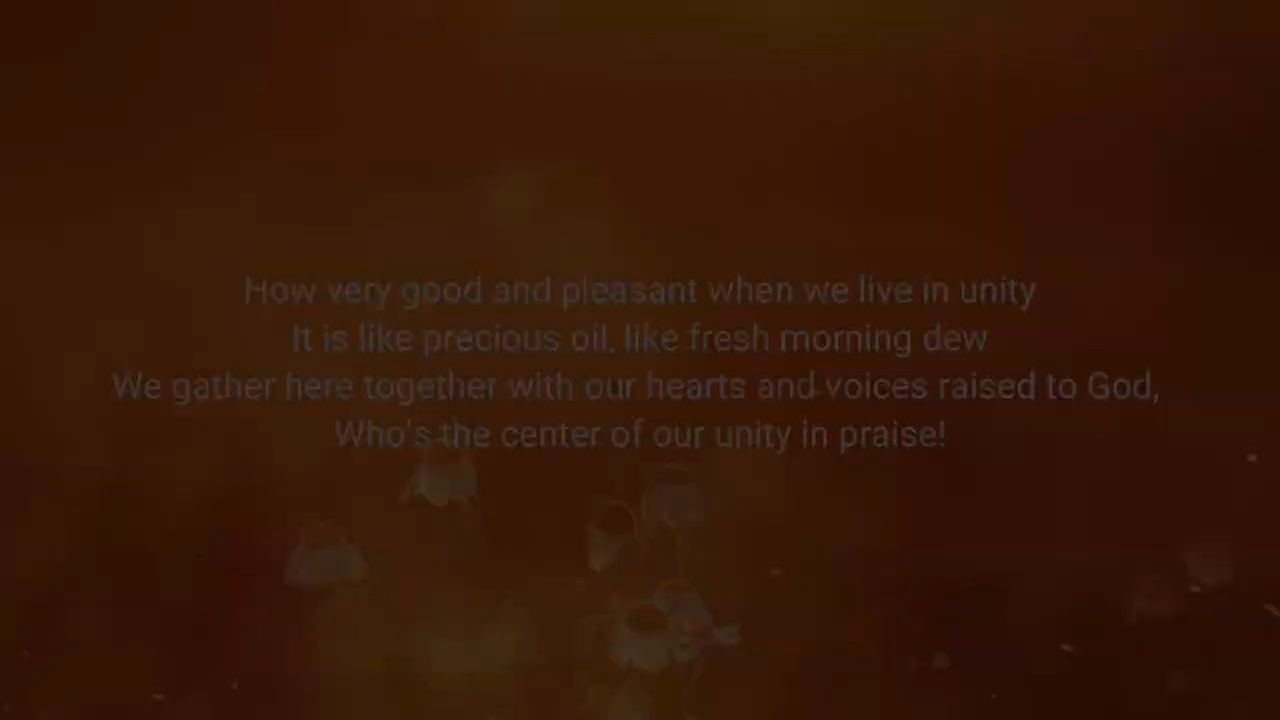 How very good and pleasant when we live in unity
It is like precious oil, like fresh morning dew
We gather here together with our hearts and voices raised to God,
Who's the center of our unity in praise!